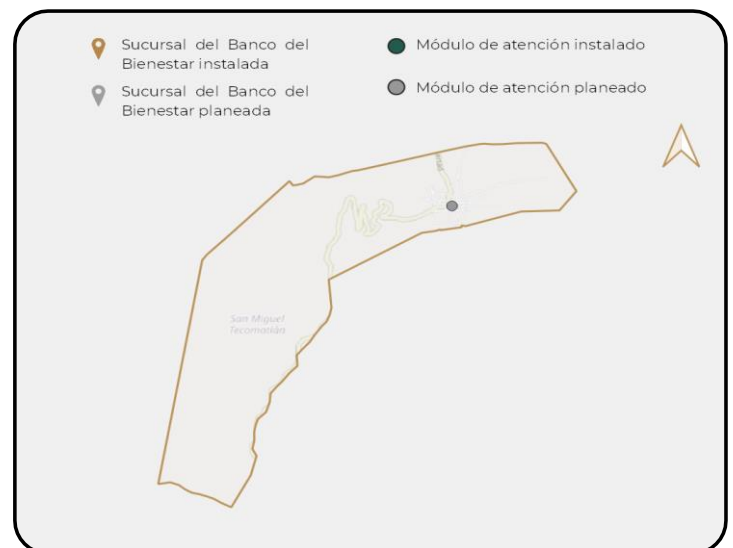 Sucursal del Banco del
Bienestar instalada
Sucursal del Banco del
Bienestar planeada
Módulo de atención instalado
Módulo de atención planeado
San Miguel
Tecomatlán